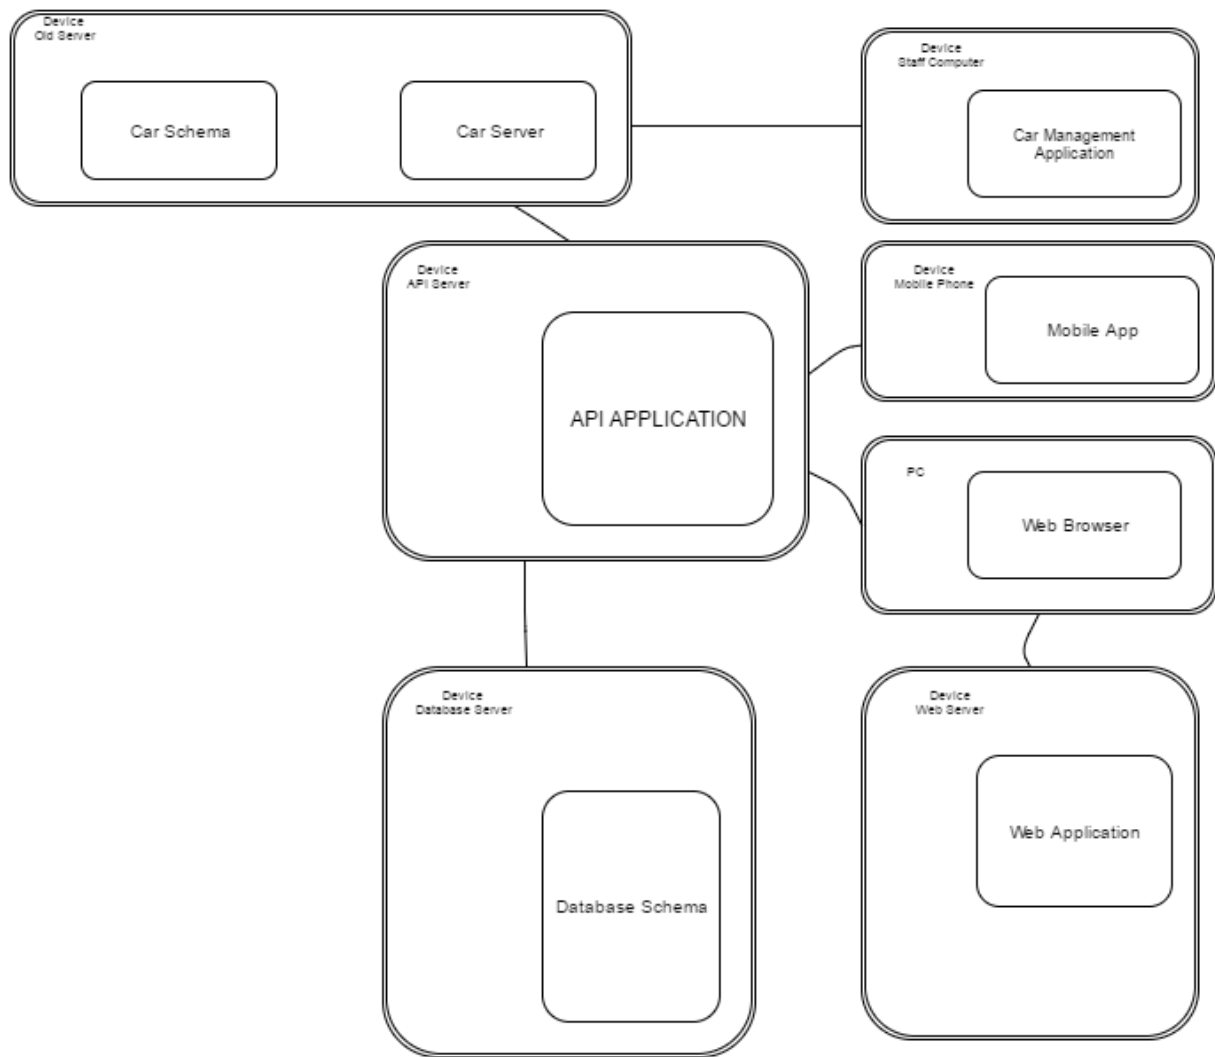 Device
Old Server
Car Schema
Car Server
Device
Staff Computer
Car Management
Application
Device
API Server
API APPLICATION
Device
Mobile Phone
Mobile App
PC
Web Browser
Device
Database Server
Database Schema
Device
Web Server
Web Application